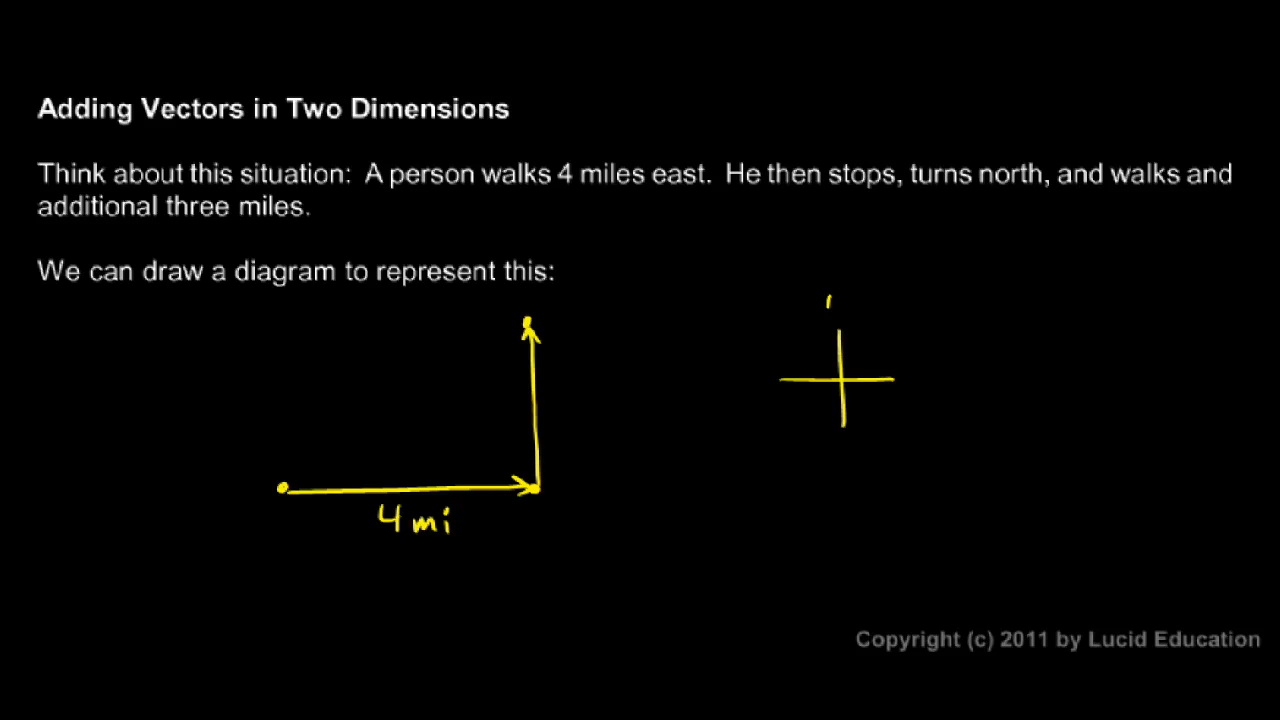 Adding Vectors in Two Dimensions
Think about this situation:  A person walks 4 miles east.  He then stops, turns north, and walks and
additional three miles.
We can draw a diagram to represent this:
4 mi
Copyright (c) 2011 by Lucid Education